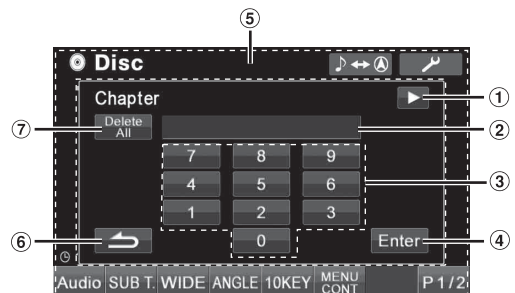 5
Disc
Chapter
1
7
Delete
All
2
7 8 9
4 5 6
3
1 2 3
6
0
Enter
4
Audio SUB T. WIDE ANGLE 10KEY MENU CONT P1/2